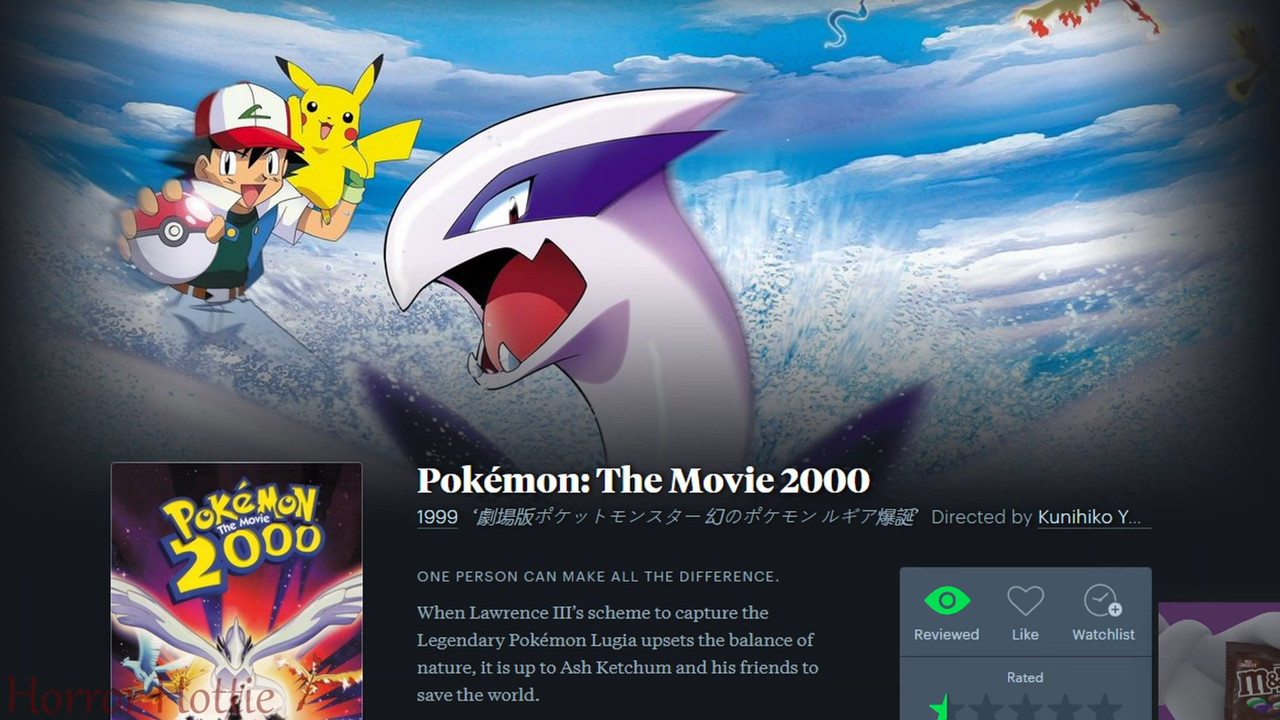 Pokémon: The Movie 2000
1999 ‘劇場版ポケットモンスター 幻のポケモン ルギア爆誕’ Directed by Kunihiko Y...
POKéMON
The Movie
2000
ONE PERSON CAN MAKE ALL THE DIFFERENCE.
When Lawrence III’s scheme to capture the
Legendary Pokémon Lugia upsets the balance of
nature, it is up to Ash Ketchum and his friends to
save the world.
Reviewed Like Watchlist
Rated
Horror Hottie
m&